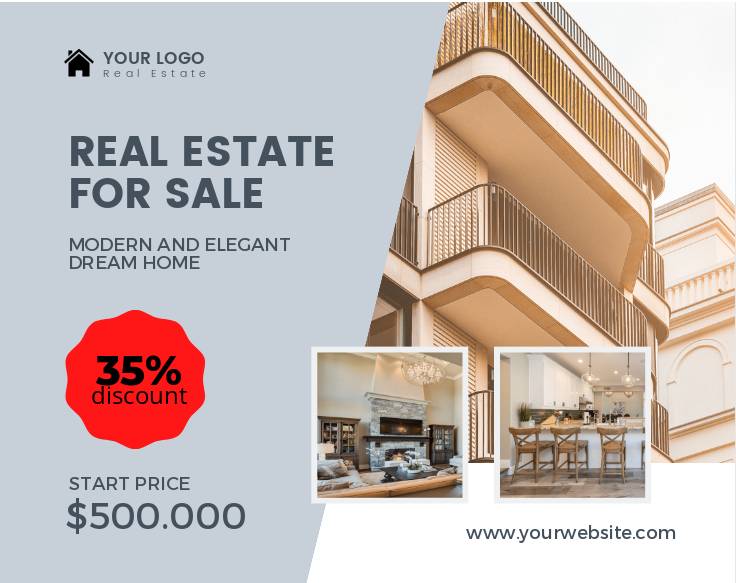 YOUR LOGO
Real Estate
REAL ESTATE
FOR SALE
MODERN AND ELEGANT
DREAM HOME
35%
discount
START PRICE
$500.000
www.yourwebsite.com